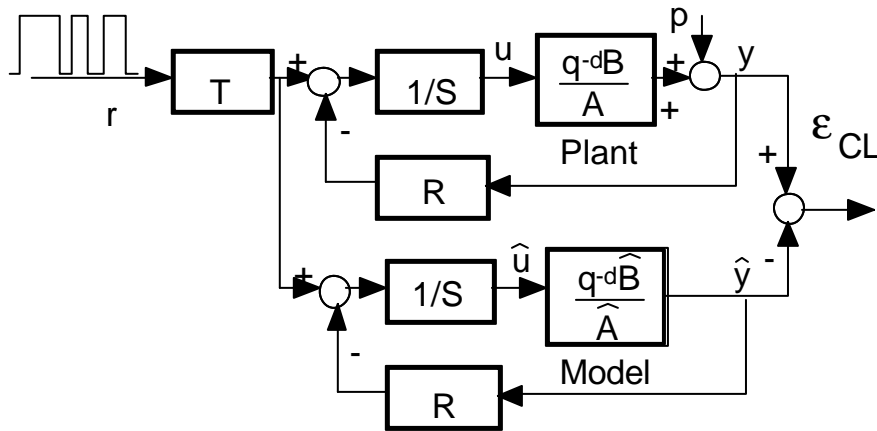 r
T
+
-
1/S
u
q-dB
A
Plant
+
+
p
y
R
ε CL
+
-
+
-
1/S
û
q-dB̂
Â
Model
ŷ
R